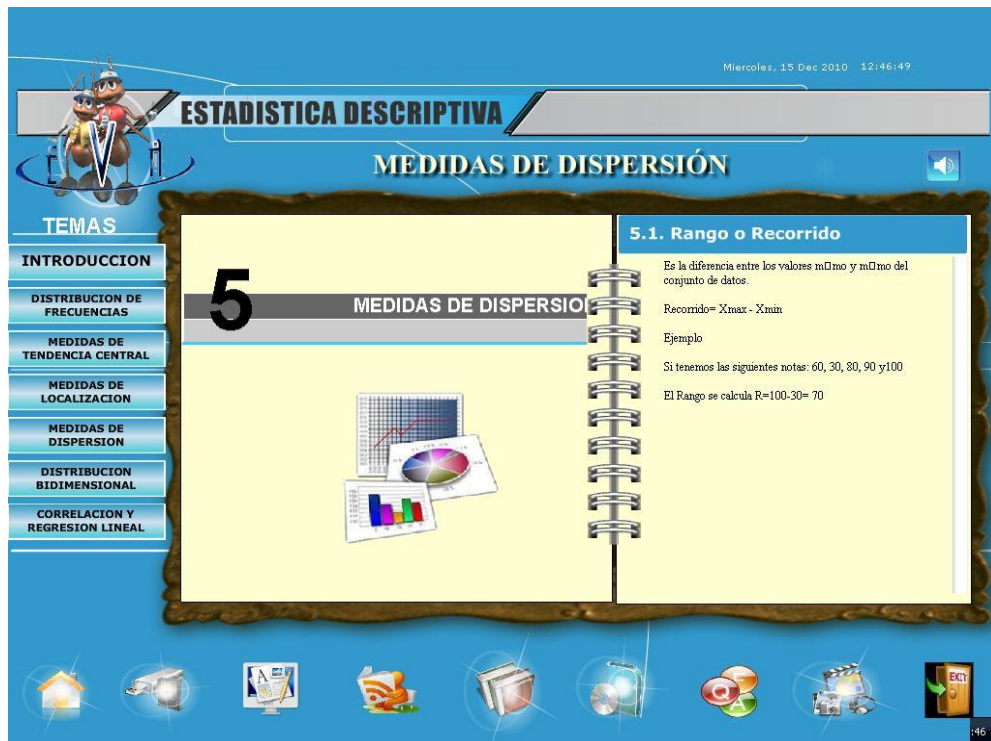 Miercoles, 15 Dec 2010 12:46:49
ESTADISTICA DESCRIPTIVA
EVA
MEDIDAS DE DISPERSIÓN
TEMAS
INTRODUCCION
DISTRIBUCION DE
FRECUENCIAS
MEDIDAS DE
TENDENCIA CENTRAL
MEDIDAS DE
LOCALIZACION
MEDIDAS DE
DISPERSION
DISTRIBUCION
BIDIMENSIONAL
CORRELACION Y
REGRESION LINEAL
5
MEDIDAS DE DISPERSIO
5.1. Rango o Recorrido
Es la diferencia entre los valores m□mo y m□mo del
conjunto de datos.
Recorrido= Xmax - Xmin
Ejemplo
Si tenemos las siguientes notas: 60, 30, 80, 90 y100
El Rango se calcula R=100-30= 70
A
Q
A
EXIT
:46